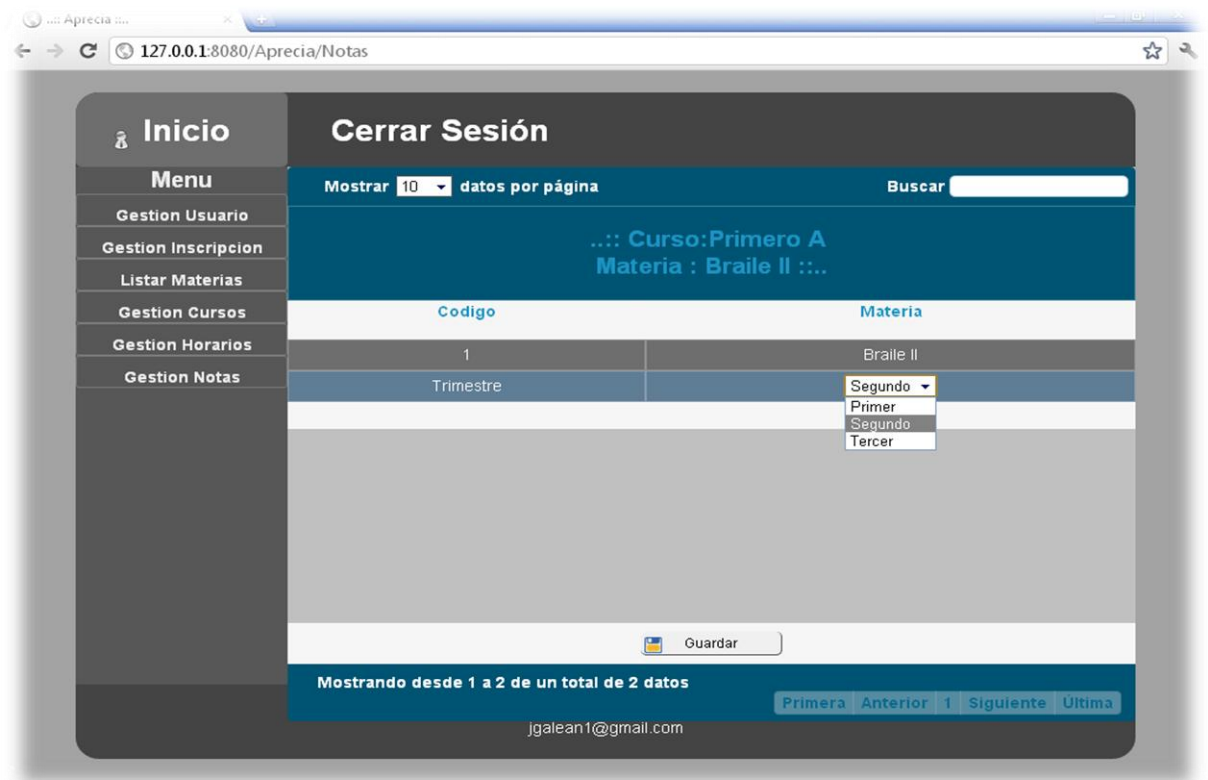 ..:: Aprecia ::..
127.0.0.1:8080/Aprecia/Notas
Inicio
Cerrar Sesión
Menu
Gestion Usuario
Gestion Inscripcion
Listar Materias
Gestion Cursos
Gestion Horarios
Gestion Notas
Mostrar 10 datos por página
Buscar
..:: Curso:Primero A
Materia : Braile II ::..
Codigo Materia
1 Braile II
Trimestre Segundo
Primer
Segundo
Tercer
Guardar
Mostrando desde 1 a 2 de un total de 2 datos
Primera Anterior 1 Siguiente Última
jgalean1@gmail.com